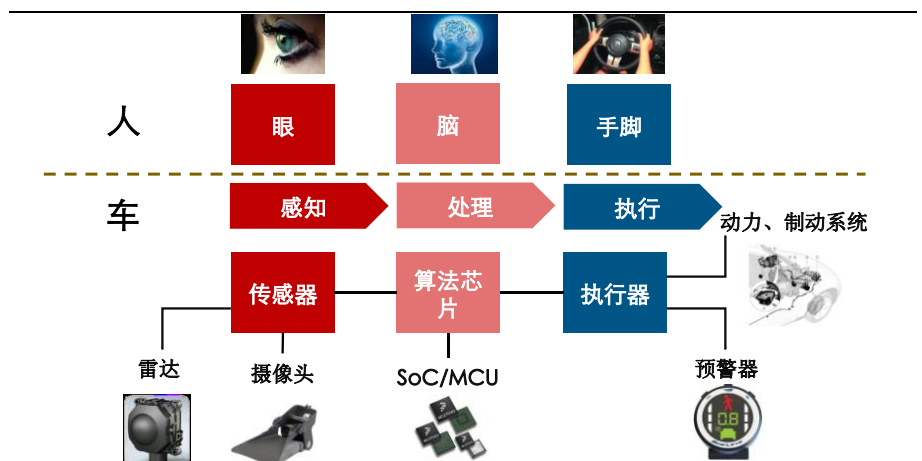 人
眼
脑
手脚
车
感知
处理
执行
动力、制动系统
传感器
算法芯
片
执行器
雷达
摄像头
SoC/MCU
预警器
0.8